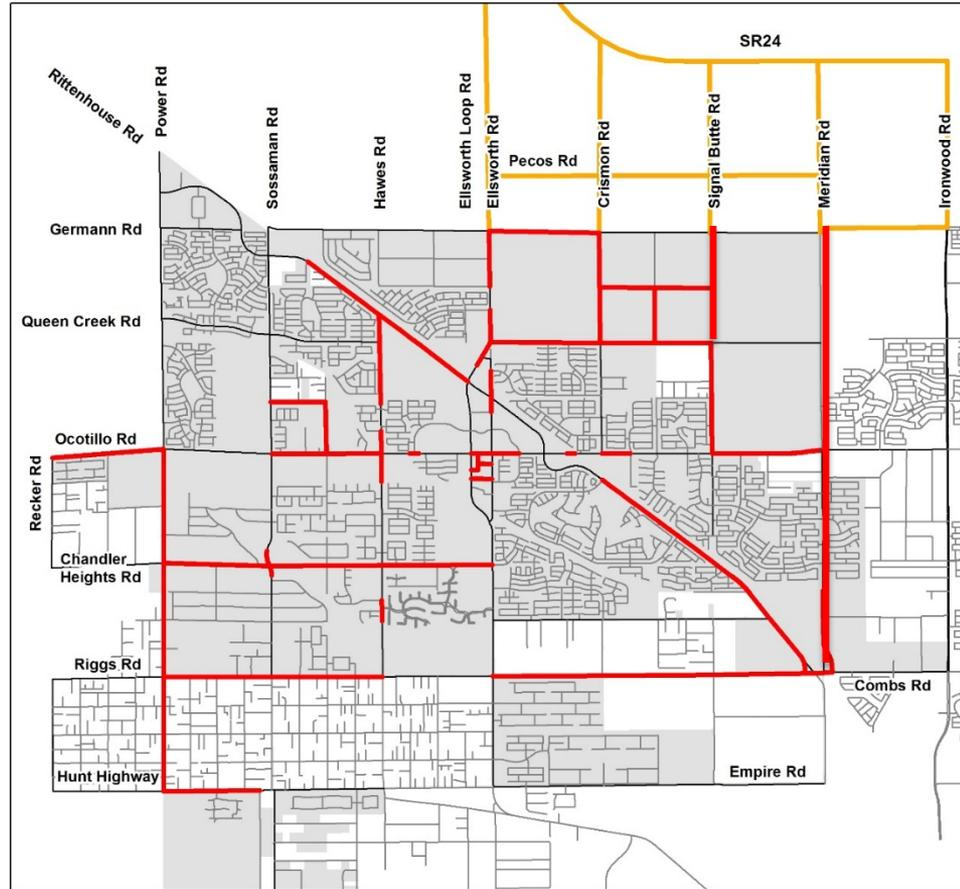 SR24
Rittenhouse Rd
Power Rd
Sossaman Rd
Hawes Rd
Ellsworth Loop Rd
Ellsworth Rd
Pecos Rd
Crismon Rd
Signal Butte Rd
Meridian Rd
Ironwood Rd
Germann Rd
Queen Creek Rd
Ocotillo Rd
Recker Rd
Chandler
Heights Rd
Riggs Rd
Combs Rd
Hunt Highway
Empire Rd